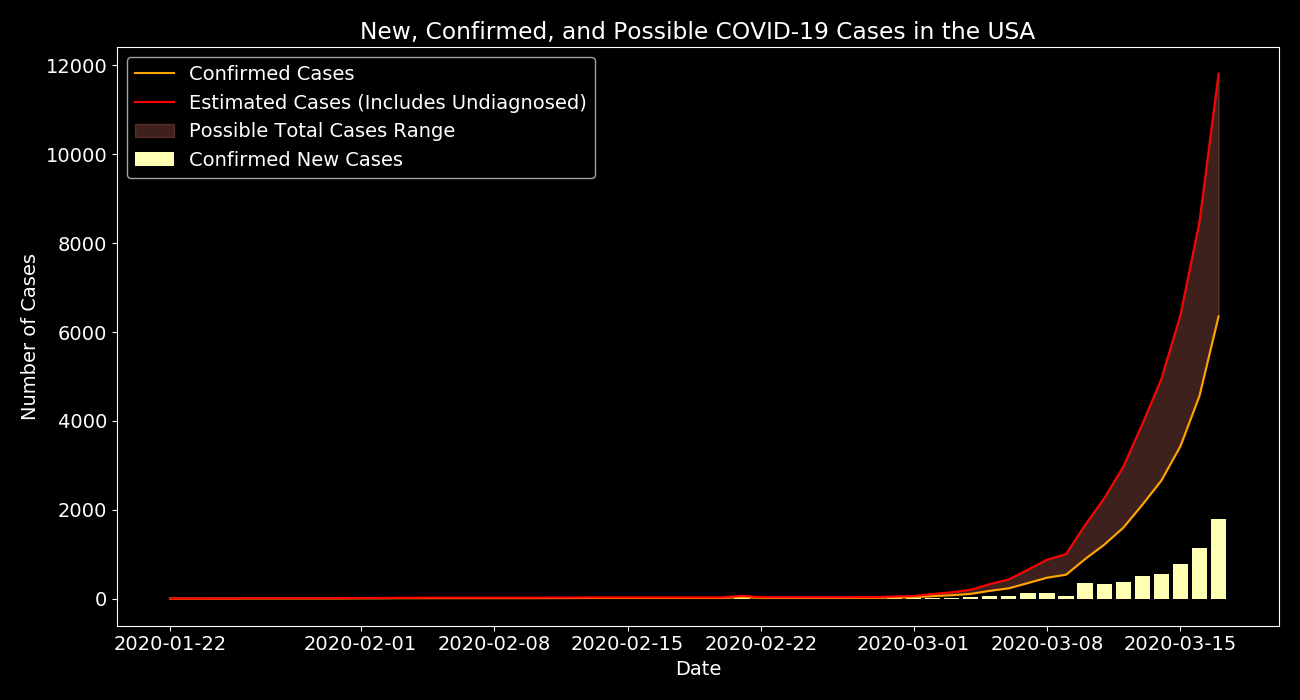 New, Confirmed, and Possible COVID-19 Cases in the USA
Confirmed Cases
Estimated Cases (Includes Undiagnosed)
Possible Total Cases Range
Confirmed New Cases
12000
10000
8000
6000
4000
2000
0
Number of Cases
2020-01-22 2020-02-01 2020-02-08 2020-02-15 2020-02-22 2020-03-01 2020-03-08 2020-03-15
Date